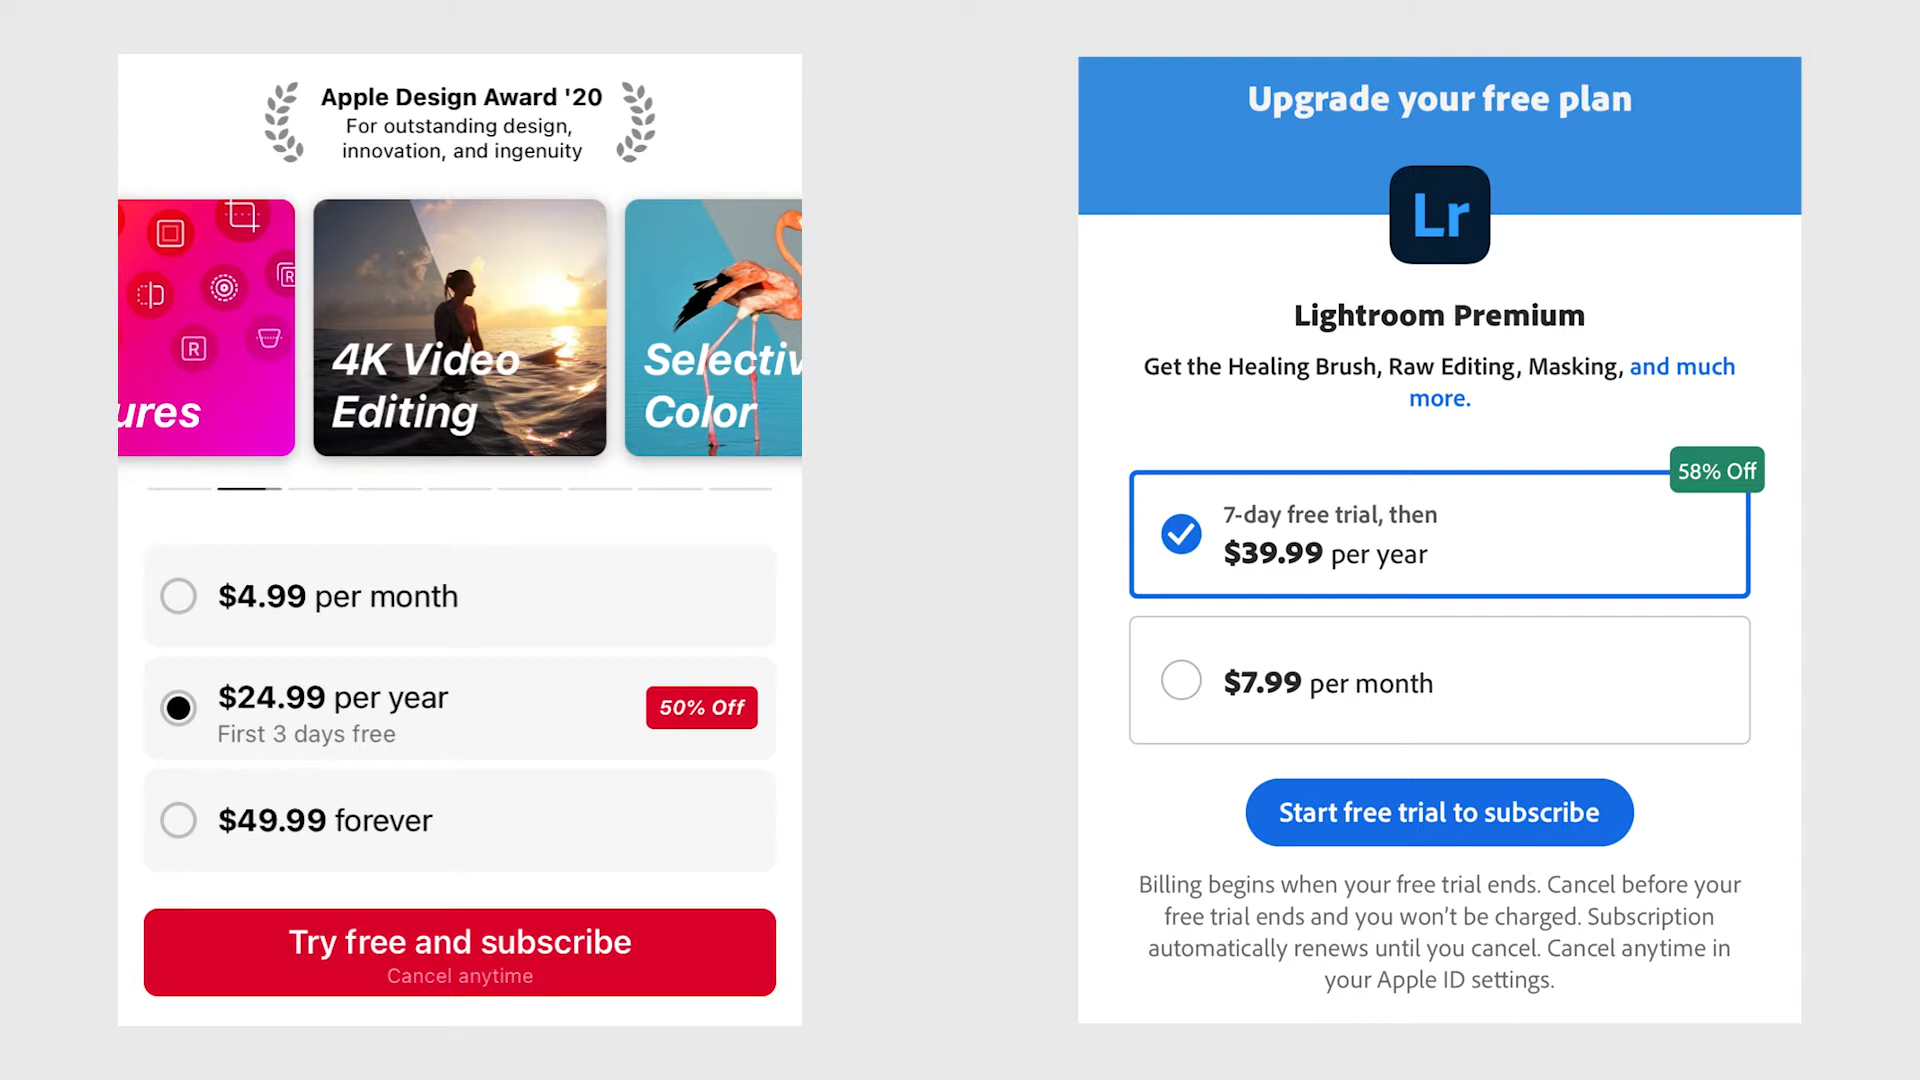 Apple Design Award '20
For outstanding design,
innovation, and ingenuity
R
R
ures
4K Video
Editing
Selectiv
Color
$4.99 per month
$24.99 per year
First 3 days free
50% Off
$49.99 forever
Try free and subscribe
Cancel anytime
Upgrade your free plan
Lr
Lightroom Premium
Get the Healing Brush, Raw Editing, Masking, and much
more.
58% Off
7-day free trial, then
$39.99 per year
$7.99 per month
Start free trial to subscribe
Billing begins when your free trial ends. Cancel before your
free trial ends and you won't be charged. Subscription
automatically renews until you cancel. Cancel anytime in
your Apple ID settings.